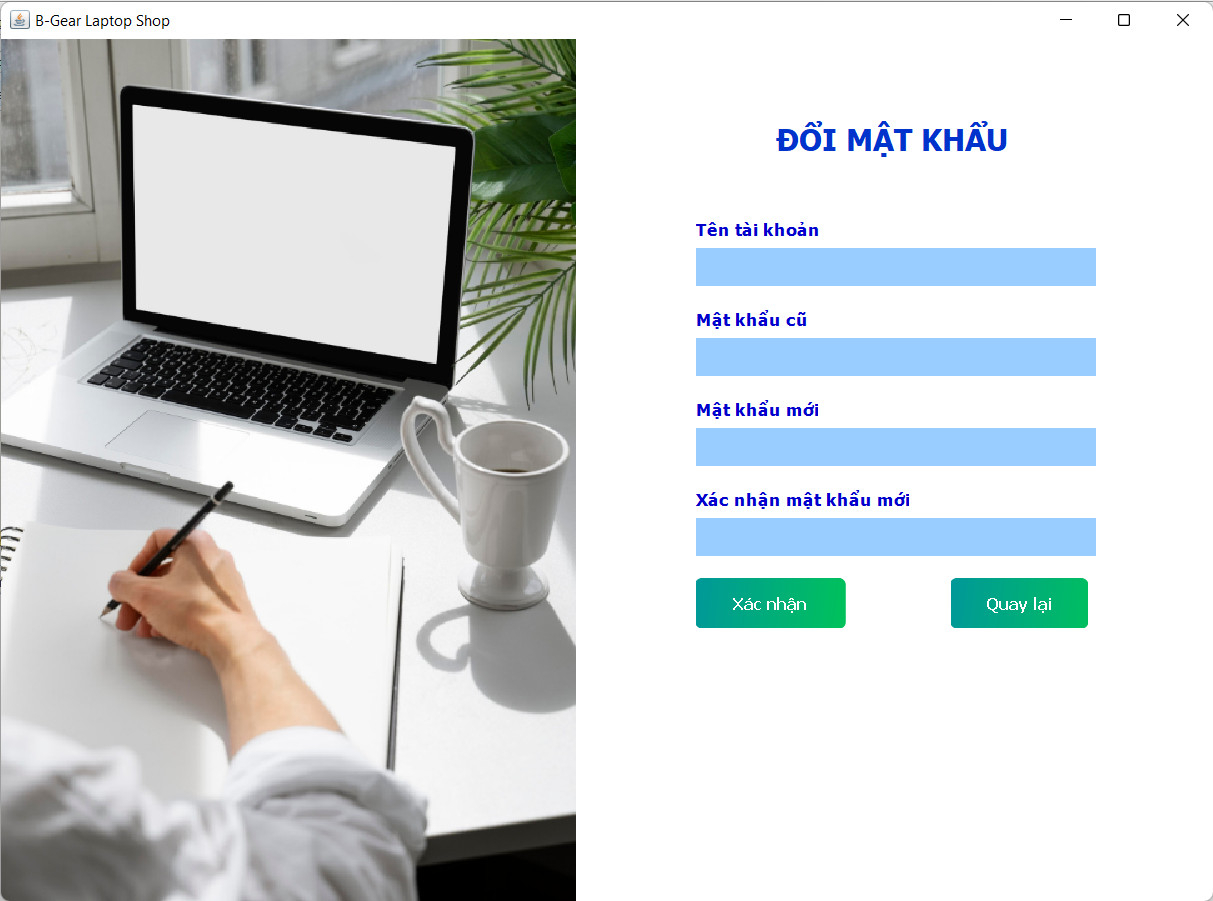 B-Gear Laptop Shop
ĐỔI MẬT KHẨU
Tên tài khoản
Mật khẩu cũ
Mật khẩu mới
Xác nhận mật khẩu mới
Xác nhận
Quay lại